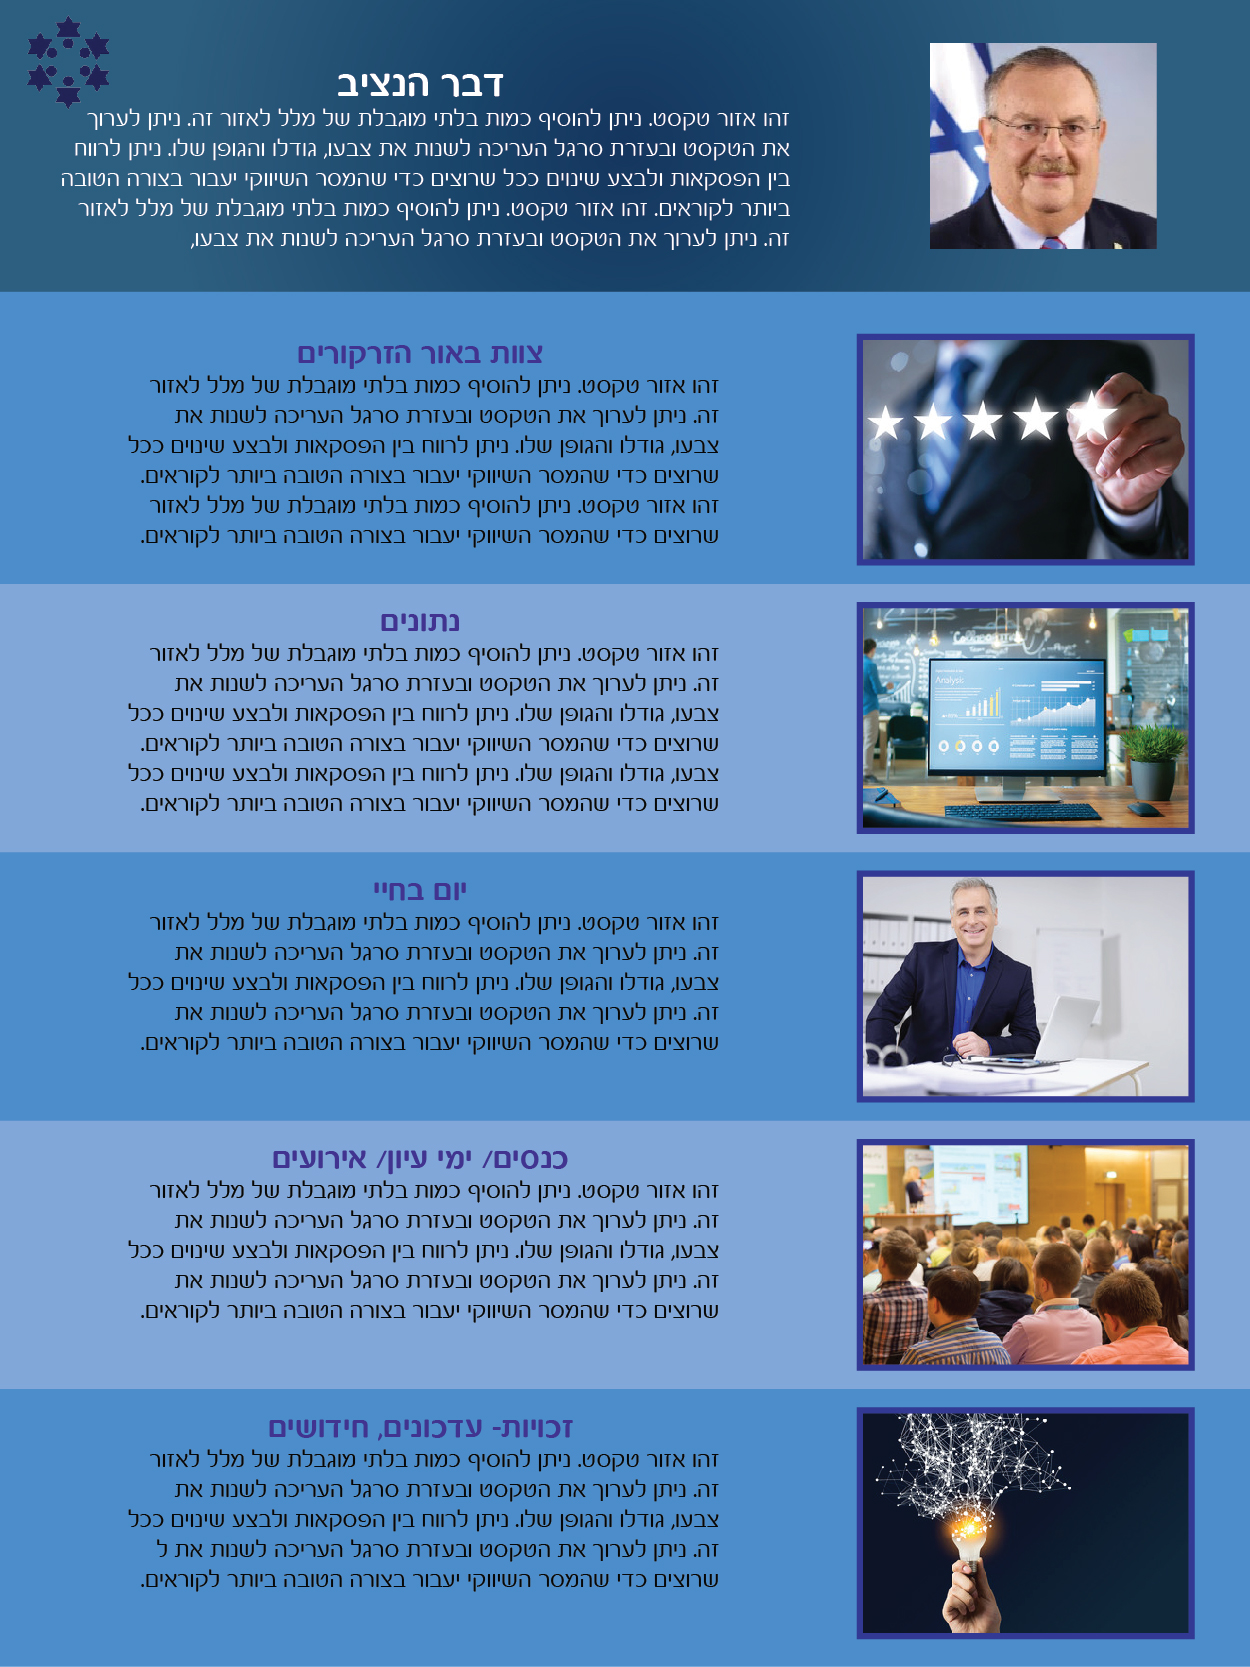 דבר הנציב
זהו אזור טקסט. ניתן להוסיף כמות בלתי מוגבלת של מלל לאזור זה. ניתן לערוך
את הטקסט ובעזרת סרגל העריכה לשנות את צבעו, גודלו והגופן שלו. ניתן לרווח
בין הפסקאות ולבצע שינוים ככל שרוצים כדי שהמסר השיווקי יעבור בצורה הטובה
ביותר לקוראים. זהו אזור טקסט. ניתן להוסיף כמות בלתי מוגבלת של מלל לאזור
זה. ניתן לערוך את הטקסט ובעזרת סרגל העריכה לשנות את צבעו,
צוות באור הזרקורים
זהו אזור טקסט. ניתן להוסיף כמות בלתי מוגבלת של מלל לאזור
זה. ניתן לערוך את הטקסט ובעזרת סרגל העריכה לשנות את
צבעו, גודלו והגופן שלו. ניתן לרווח בין הפסקאות ולבצע שינוים ככל
שרוצים כדי שהמסר השיווקי יעבור בצורה הטובה ביותר לקוראים.
זהו אזור טקסט. ניתן להוסיף כמות בלתי מוגבלת של מלל לאזור
שרוצים כדי שהמסר השיווקי יעבור בצורה הטובה ביותר לקוראים.
נתונים
זהו אזור טקסט. ניתן להוסיף כמות בלתי מוגבלת של מלל לאזור
זה. ניתן לערוך את הטקסט ובעזרת סרגל העריכה לשנות את
צבעו, גודלו והגופן שלו. ניתן לרווח בין הפסקאות ולבצע שינוים ככל
שרוצים כדי שהמסר השיווקי יעבור בצורה הטובה ביותר לקוראים.
צבעו, גודלו והגופן שלו. ניתן לרווח בין הפסקאות ולבצע שינוים ככל
שרוצים כדי שהמסר השיווקי יעבור בצורה הטובה ביותר לקוראים.
Analysic
יום בחיי
זהו אזור טקסט. ניתן להוסיף כמות בלתי מוגבלת של מלל לאזור
זה. ניתן לערוך את הטקסט ובעזרת סרגל העריכה לשנות את
צבעו, גודלו והגופן שלו. ניתן לרווח בין הפסקאות ולבצע שינוים ככל
זה. ניתן לערוך את הטקסט ובעזרת סרגל העריכה לשנות את
שרוצים כדי שהמסר השיווקי יעבור בצורה הטובה ביותר לקוראים.
כנסים/ ימי עיון/ אירועים
זהו אזור טקסט. ניתן להוסיף כמות בלתי מוגבלת של מלל לאזור
זה. ניתן לערוך את הטקסט ובעזרת סרגל העריכה לשנות את
צבעו, גודלו והגופן שלו. ניתן לרווח בין הפסקאות ולבצע שינוים ככל
זה. ניתן לערוך את הטקסט ובעזרת סרגל העריכה לשנות את
שרוצים כדי שהמסר השיווקי יעבור בצורה הטובה ביותר לקוראים.
זכויות- עדכונים, חידושים
זהו אזור טקסט. ניתן להוסיף כמות בלתי מוגבלת של מלל לאזור
זה. ניתן לערוך את הטקסט ובעזרת סרגל העריכה לשנות את
צבעו, גודלו והגופן שלו. ניתן לרווח בין הפסקאות ולבצע שינוים ככל
זה. ניתן לערוך את הטקסט ובעזרת סרגל העריכה לשנות את ל
שרוצים כדי שהמסר השיווקי יעבור בצורה הטובה ביותר לקוראים.